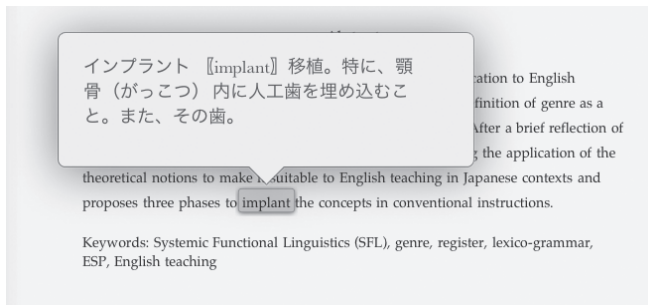 インプラント 〖implant〗移植。特に、顎
骨（がっこつ）内に人工歯を埋め込むこ
と。また、その歯。
cation to English
finition of genre as a
After a brief reflection of
the application of the
theoretical notions to make suitable to English teaching in Japanese contexts and
proposes three phases to implant the concepts in conventional instructions.
Keywords: Systemic Functional Linguistics (SFL), genre, register, lexico-grammar,
ESP, English teaching